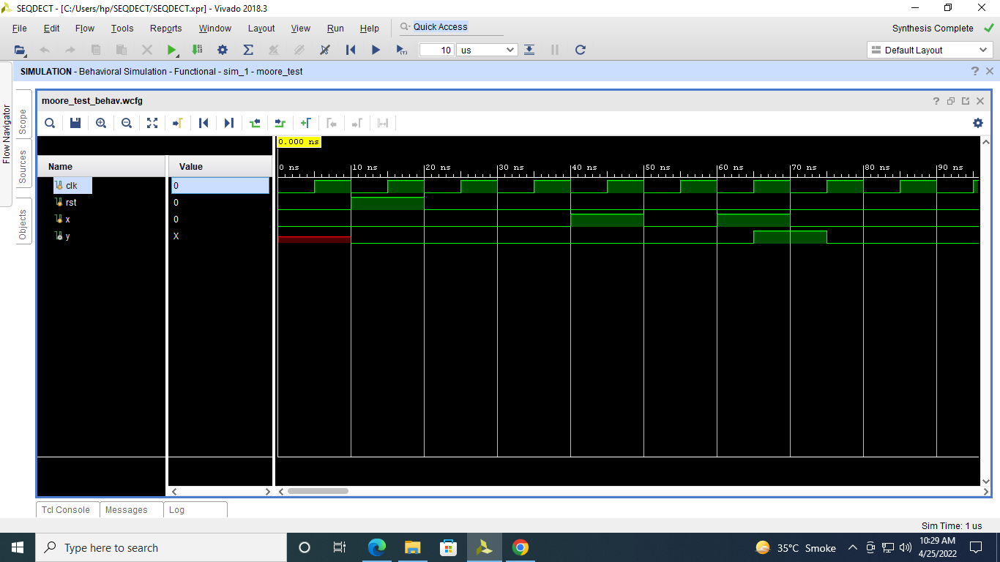 SEQDECT - [C:/Users/hp/SEQDECT/SEQDECT.xpr] - Vivado 2018.3
File Edit Flow Tools Reports Window Layout View Run Help Quick Access Synthesis Complete
10 us Default Layout
SIMULATION - Behavioral Simulation - Functional - sim_1 - moore_test
Flow Navigator
Scope
Sources
Objects
moore_test_behav.wcfg
0.000 ns
Name Value
0 ns 10 ns 20 ns 30 ns 40 ns 50 ns 60 ns 70 ns 80 ns 90 ns
clk 0
rst 0
x 0
y X
Tcl Console Messages Log
Sim Time: 1 us
Type here to search
35°C Smoke
10:29 AM
4/25/2022